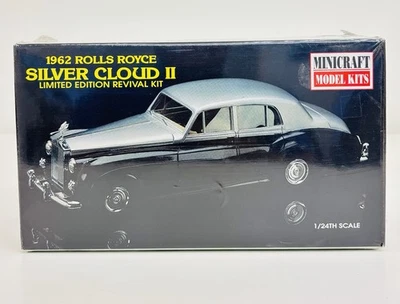 1962 ROLLS ROYCE
SILVER CLOUD II
LIMITED EDITION REVIVAL KIT
MINICRAFT
MODEL KITS
1/24TH SCALE